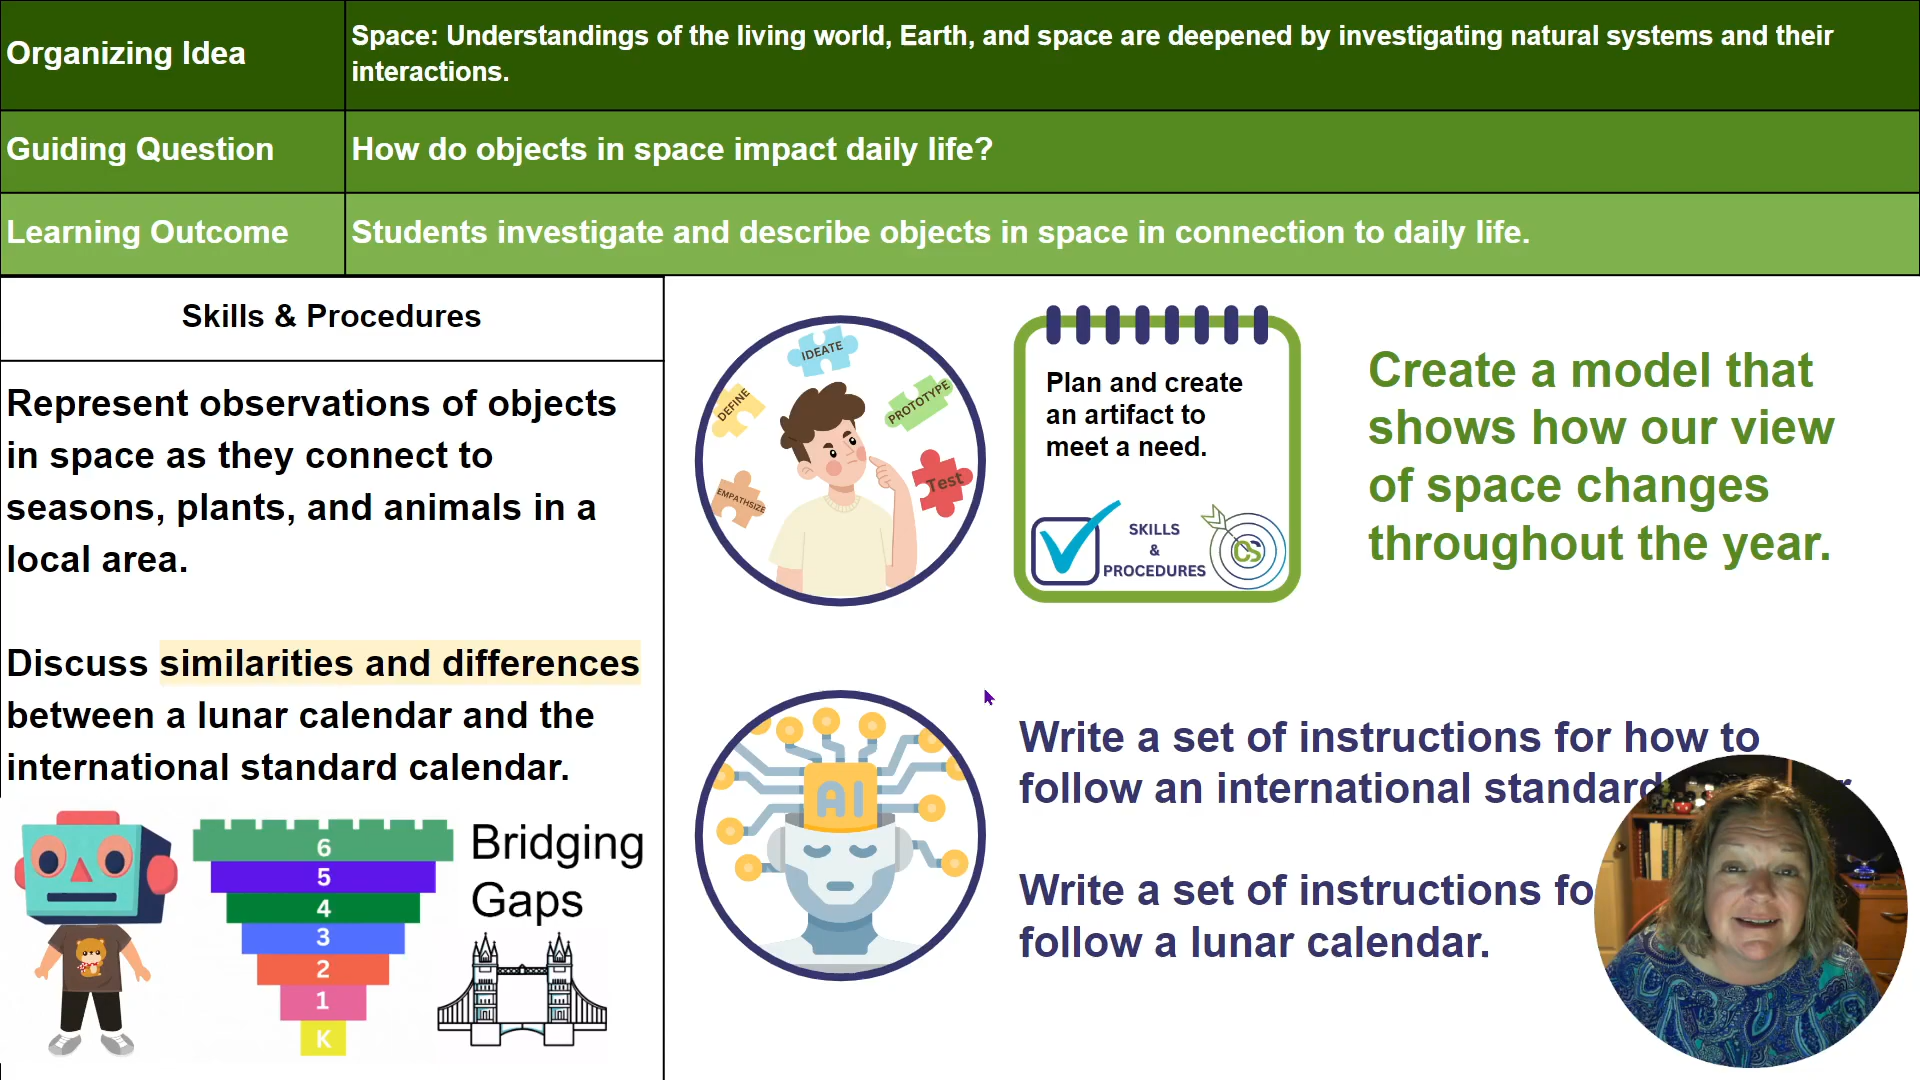 Organizing Idea
Space: Understandings of the living world, Earth, and space are deepened by investigating natural systems and their
interactions.
Guiding Question
How do objects in space impact daily life?
Learning Outcome
Students investigate and describe objects in space in connection to daily life.
Skills & Procedures
Represent observations of objects
in space as they connect to
seasons, plants, and animals in a
local area.
Discuss similarities and differences
between a lunar calendar and the
international standard calendar.
6
5
4
3
2
1
K
Bridging
Gaps
EMPATHSIZE
DEFINE
IDEATE
PROTOTYPE
Test
Plan and create
an artifact to
meet a need.
SKILLS
&
PROCEDURES
CS
Create a model that
shows how our view
of space changes
throughout the year.
AI
Write a set of instructions for how to
follow an international standard
Write a set of instructions fo
follow a lunar calendar.